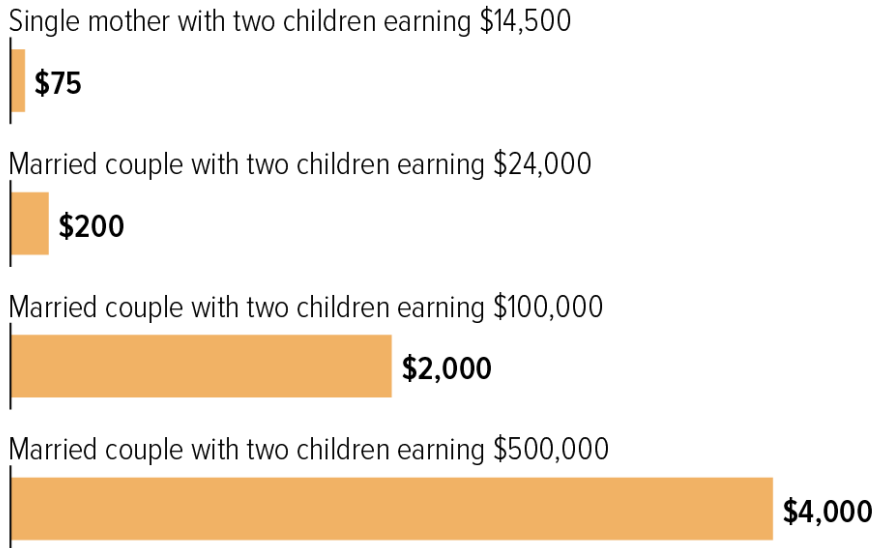 Single mother with two children earning $14,500
$75
Married couple with two children earning $24,000
$200
Married couple with two children earning $100,000
$2,000
Married couple with two children earning $500,000
$4,000